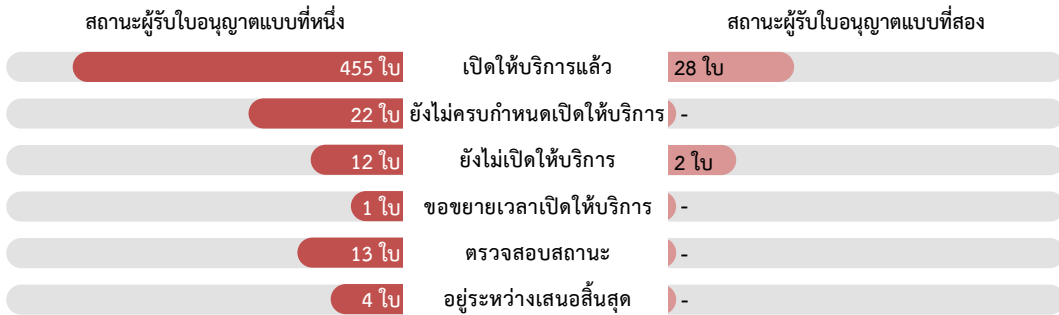 สถานะผู้รับใบอนุญาตแบบที่หนึ่ง สถานะผู้รับใบอนุญาตแบบที่สอง
455 ใบ เปิดให้บริการแล้ว 28 ใบ
22 ใบ ยังไม่ครบกำหนดเปิดให้บริการ -
12 ใบ ยังไม่เปิดให้บริการ 2 ใบ
1 ใบ ขอขยายเวลาเปิดให้บริการ -
13 ใบ ตรวจสอบสถานะ -
4 ใบ อยู่ระหว่างเสนอสิ้นสุด -